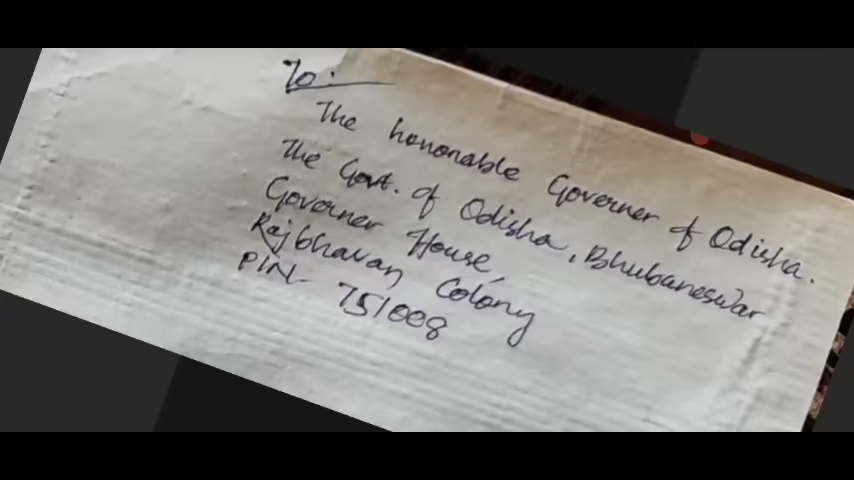 To:
The honorable Governer of Odisha.
The Govt. of Odisha, Bhubaneswar
Governer House,
Rajbhavan Colony
PIN- 751008